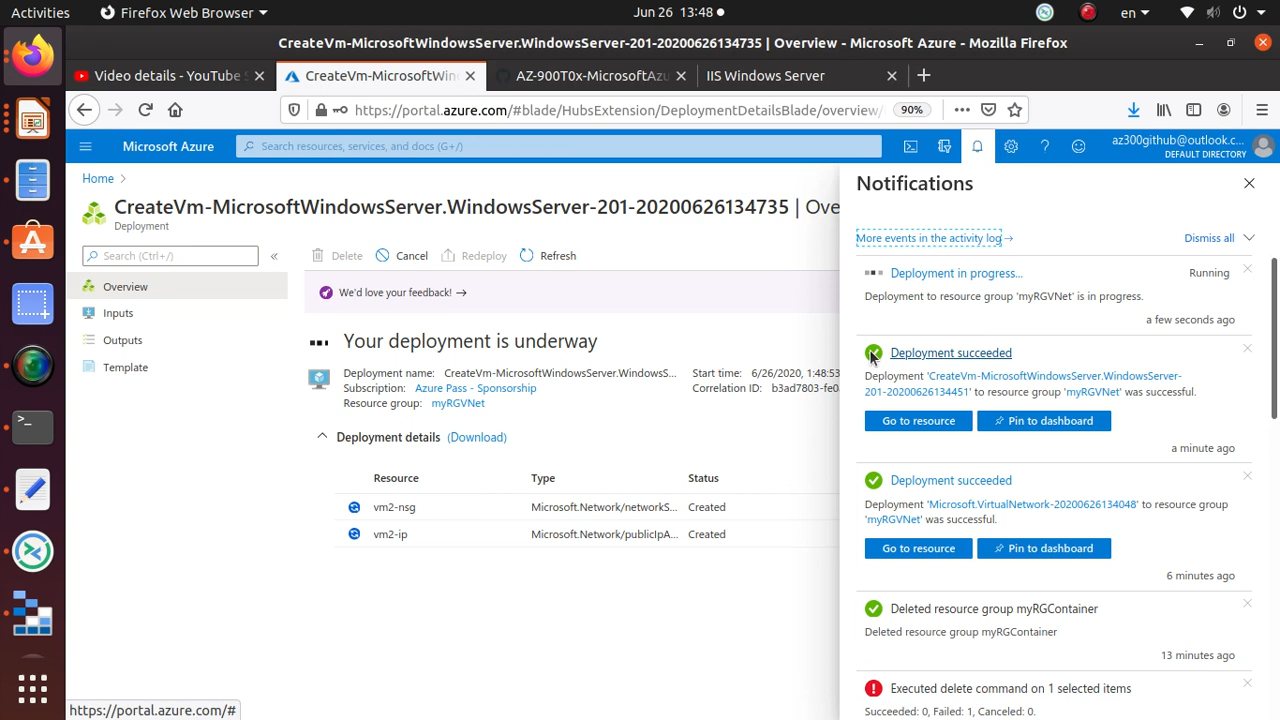 Activities
Firefox Web Browser
Jun 26 13:48
en
CreateVm-MicrosoftWindowsServer.WindowsServer-201-20200626134735 | Overview - Microsoft Azure - Mozilla Firefox
Video details - YouTube S
CreateVm-MicrosoftWin
AZ-900T0x-MicrosoftAzu
IIS Windows Server
https://portal.azure.com/#blade/HubsExtension/DeploymentDetailsBlade/overview/
90%
Microsoft Azure
Search resources, services, and docs (G+/)
az300github@outlook.c...
DEFAULT DIRECTORY
Home
CreateVm-MicrosoftWindowsServer.WindowsServer-201-20200626134735 | Ove
Deployment
Search (Ctrl+/)
«
Delete
Cancel
Redeploy
Refresh
Overview
Inputs
Outputs
Template
We'd love your feedback! →
Your deployment is underway
Deployment name: CreateVm-MicrosoftWindowsServer.WindowsS...
Subscription: Azure Pass - Sponsorship
Resource group: myRGVNet
Start time: 6/26/2020, 1:48:53
Correlation ID: b3ad7803-fe0
Deployment details (Download)
Resource Type Status
vm2-nsg Microsoft.Network/networkS... Created
vm2-ip Microsoft.Network/publicIpA... Created
Notifications
More events in the activity log →
Dismiss all
Deployment in progress...
Running
Deployment to resource group 'myRGVNet' is in progress.
a few seconds ago
Deployment succeeded
Deployment 'CreateVm-MicrosoftWindowsServer.WindowsServer-
201-20200626134451' to resource group 'myRGVNet' was successful.
Go to resource
Pin to dashboard
a minute ago
Deployment succeeded
Deployment 'Microsoft.VirtualNetwork-20200626134048' to resource group
'myRGVNet' was successful.
Go to resource
Pin to dashboard
6 minutes ago
Deleted resource group myRGContainer
Deleted resource group myRGContainer
13 minutes ago
Executed delete command on 1 selected items
Succeeded: 0, Failed: 1, Canceled: 0.
https://portal.azure.com/#